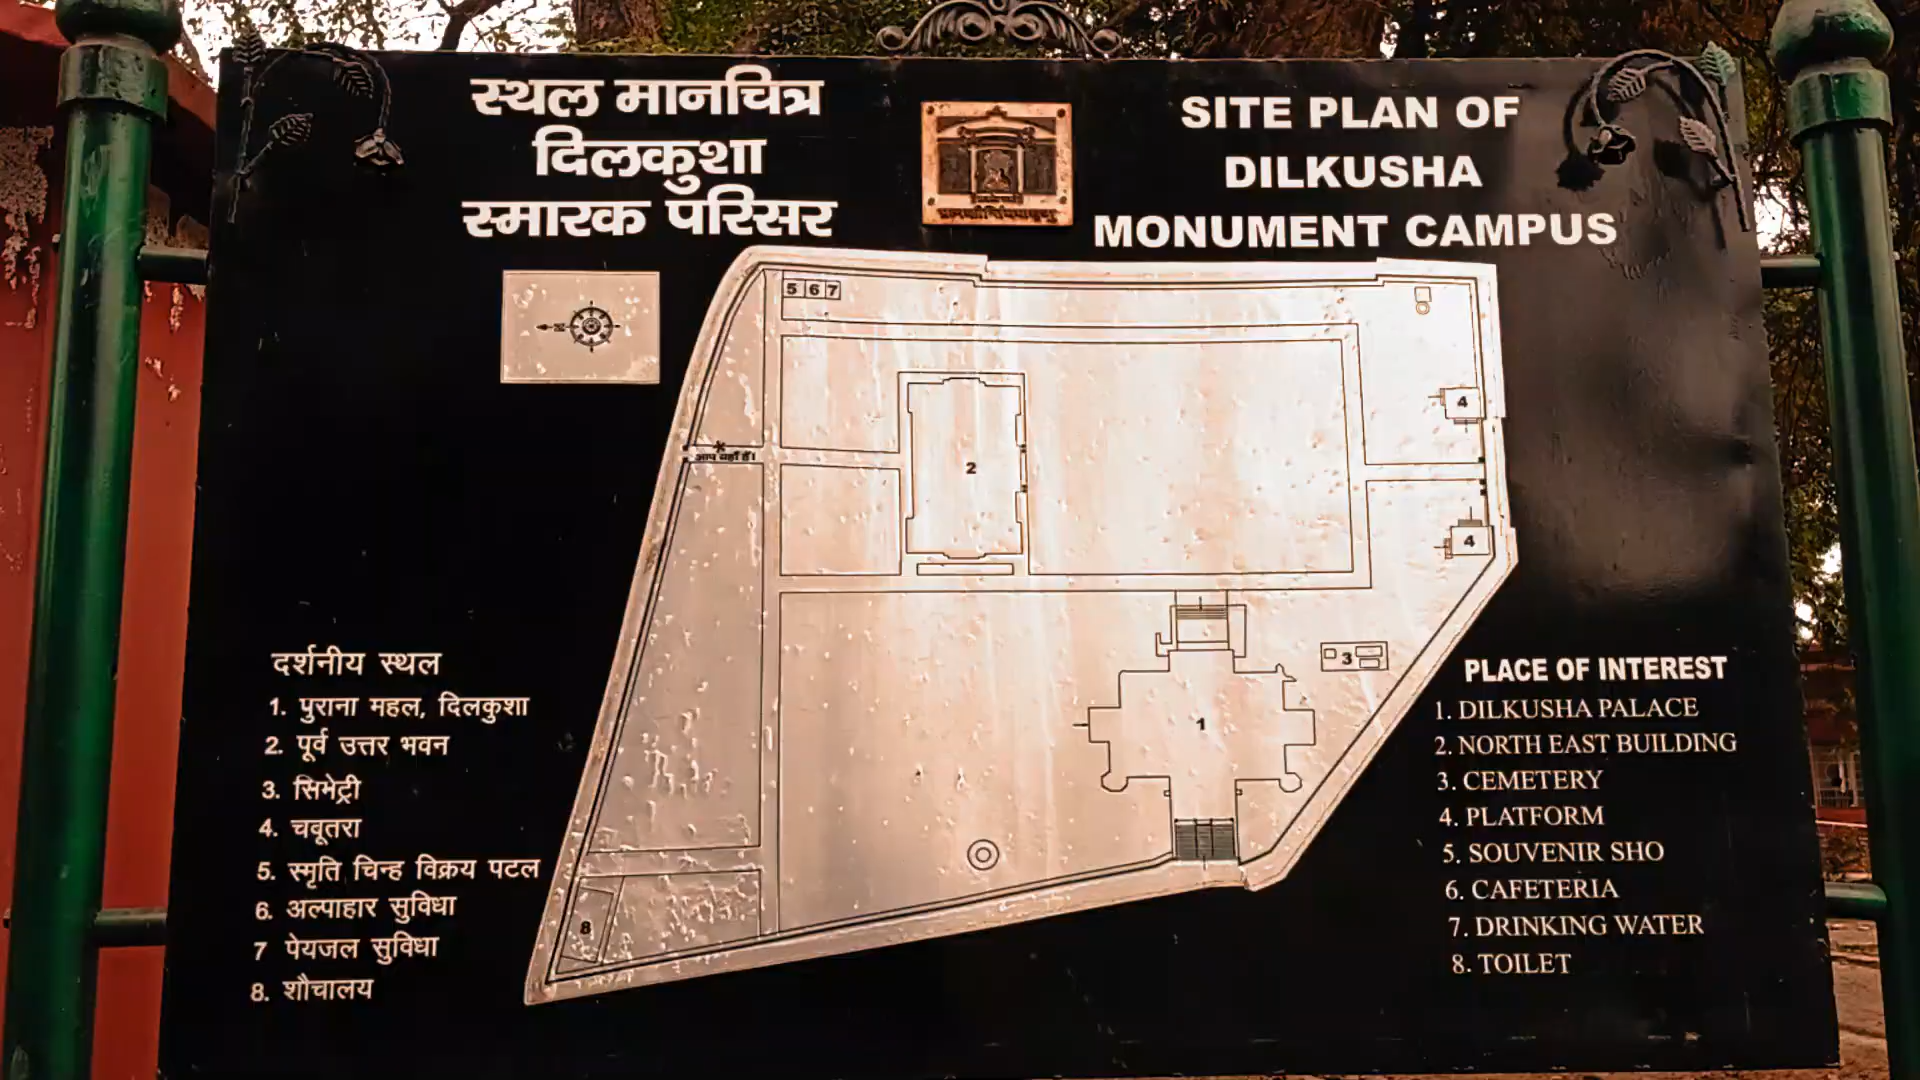 स्थल मानचित्र
दिलकुशा
स्मारक परिसर
SITE PLAN OF
DILKUSHA
MONUMENT CAMPUS
N
5 6 7
4
आप यहाँ हैं।
2
4
3
1
8
दर्शनीय स्थल
1. पुराना महल, दिलकुशा
2. पूर्व उत्तर भवन
3. सिमेट्री
4. चबूतरा
5. स्मृति चिन्ह विक्रय पटल
6. अल्पाहार सुविधा
7 पेयजल सुविधा
8. शौचालय
PLACE OF INTEREST
1. DILKUSHA PALACE
2. NORTH EAST BUILDING
3. CEMETERY
4. PLATFORM
5. SOUVENIR SHO
6. CAFETERIA
7. DRINKING WATER
8. TOILET